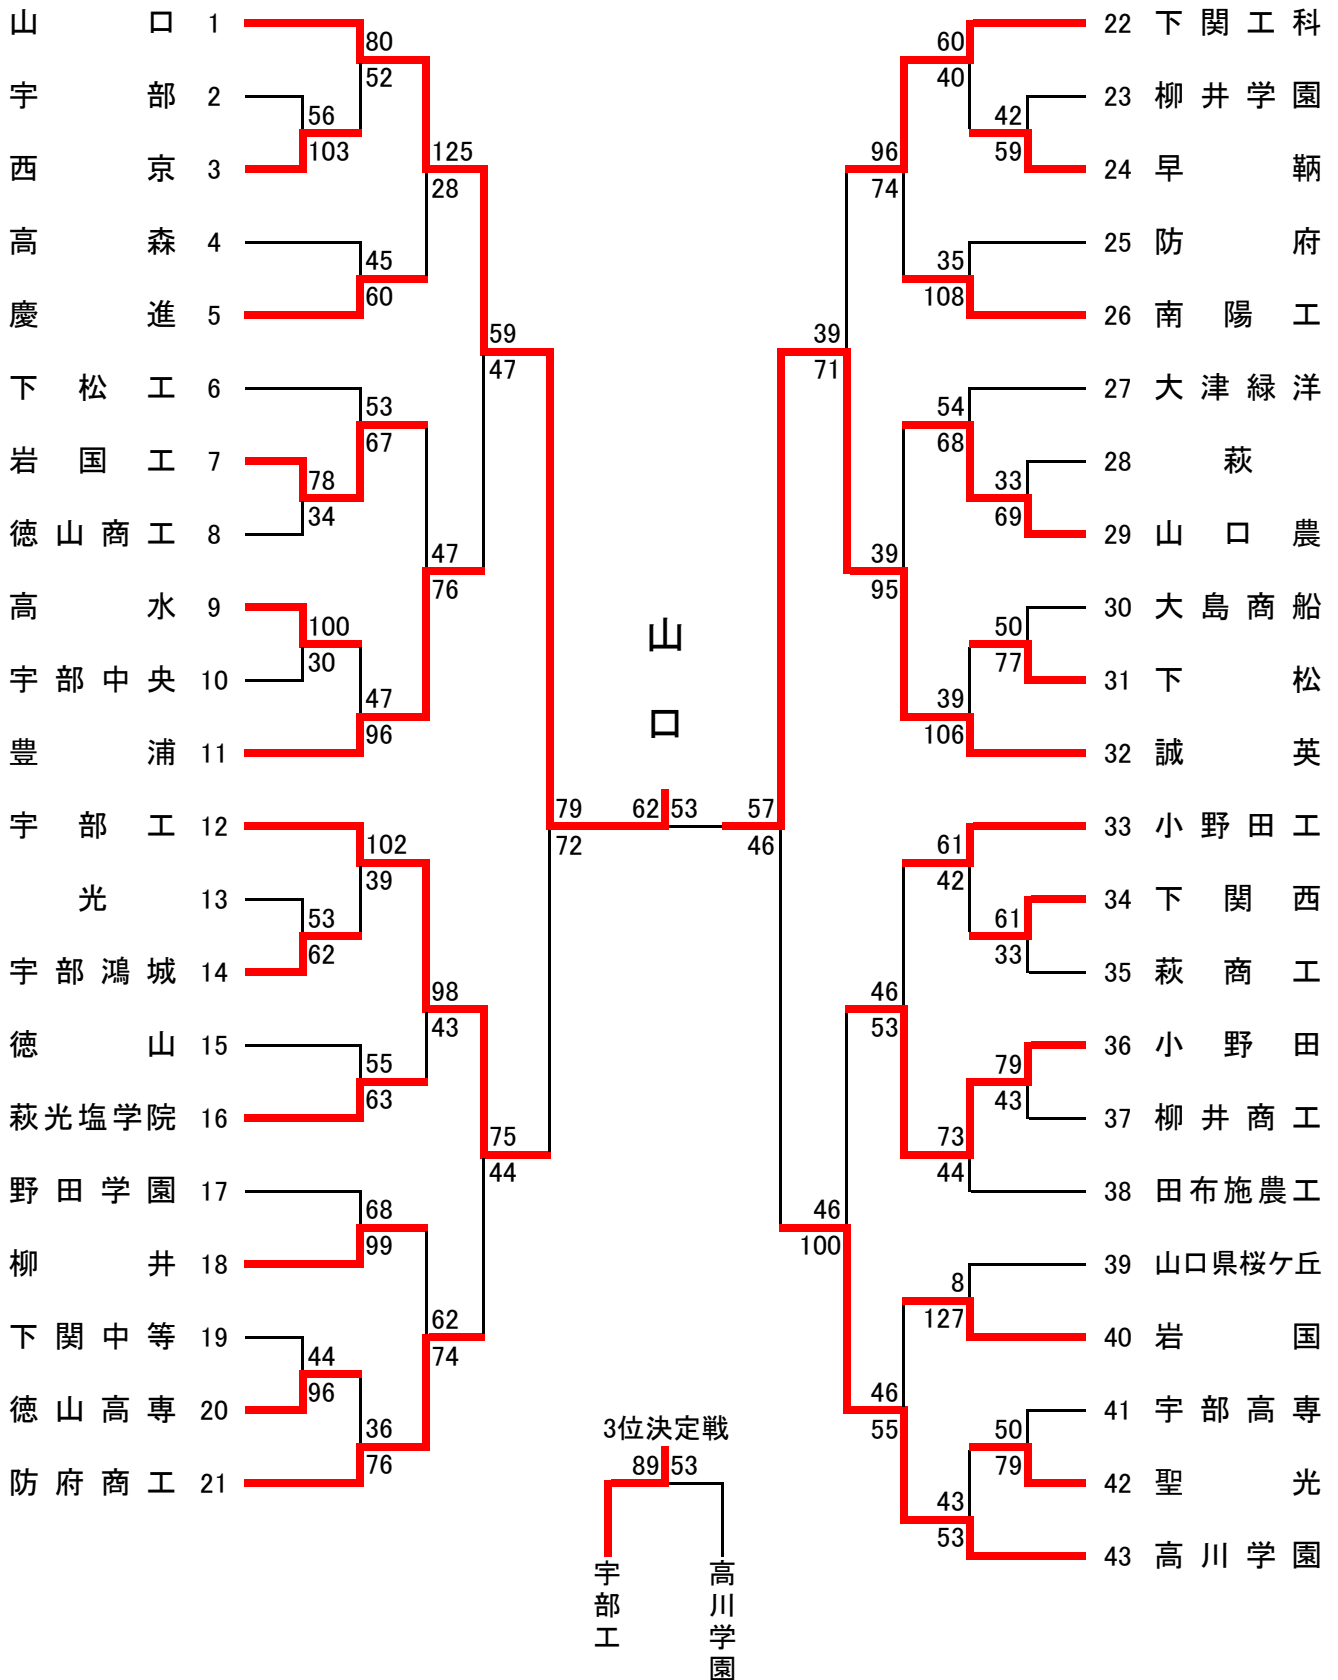 山口 1
宇部 2
西京 3
高森 4
慶進 5
下松工 6
岩国工 7
徳山商工 8
高水 9
宇部中央 10
豊浦 11
宇部工 12
光 13
宇部鴻城 14
徳山 15
萩光塩学院 16
野田学園 17
柳井 18
下関中等 19
徳山高専 20
防府商工 21
80
52
56
103
125
28
45
60
59
47
53
67
78
34
47
76
100
30
47
96
79
72
102
39
53
62
98
43
55
63
75
44
68
99
62
74
44
96
36
76
山口
62 53
57
46
3位決定戦
89 53
宇部工
高川学園
60
40
42
59
96
74
35
108
39
71
54
68
33
69
39
95
50
77
39
106
61
42
61
33
46
53
79
43
73
44
46
100
8
127
46
55
50
79
43
53
22 下関工科
23 柳井学園
24 早鞆
25 防府
26 南陽工
27 大津緑洋
28 萩
29 山口農
30 大島商船
31 下松
32 誠英
33 小野田工
34 下関西
35 萩商工
36 小野田
37 柳井商工
38 田布施農工
39 山口県桜ケ丘
40 岩国
41 宇部高専
42 聖光
43 高川学園